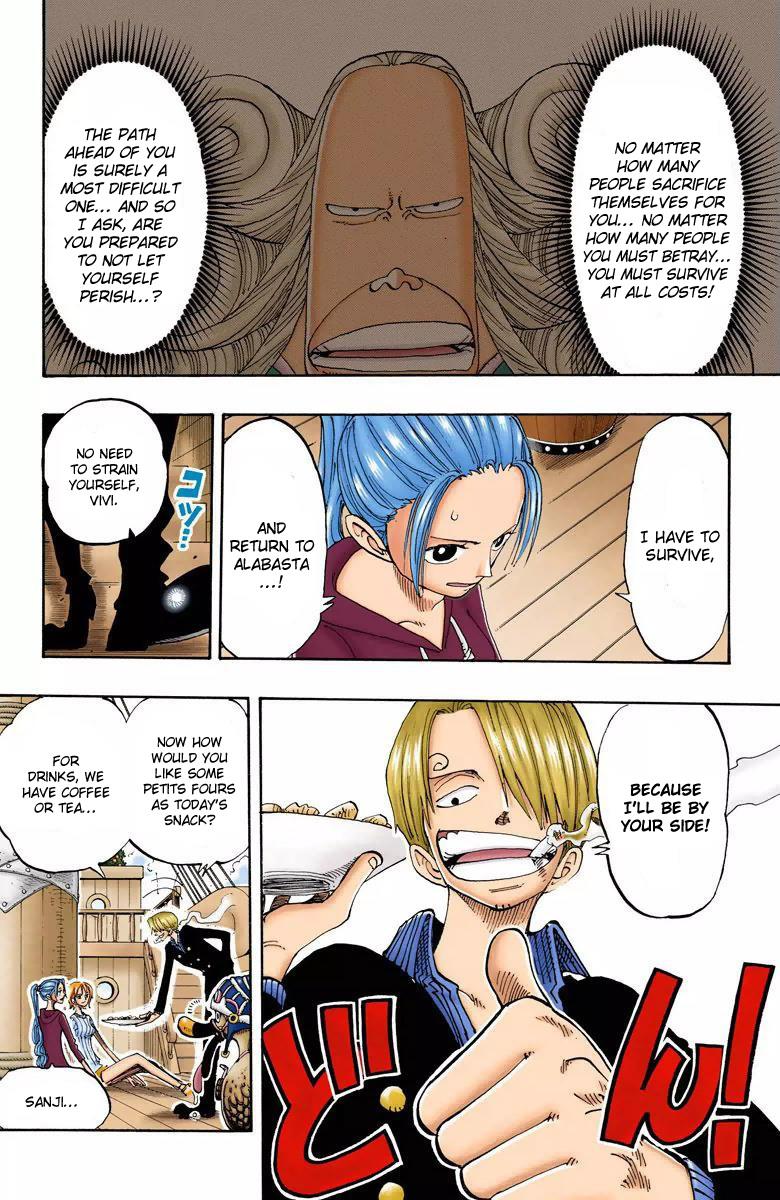 NO MATTER
HOW MANY
PEOPLE SACRIFICE
THEMSELVES FOR
YOU... NO MATTER
HOW MANY PEOPLE
YOU MUST BETRAY...
YOU MUST SURVIVE
AT ALL COSTS!
THE PATH
AHEAD OF YOU
IS SURELY A
MOST DIFFICULT
ONE... AND SO
I ASK, ARE
YOU PREPARED
TO NOT LET
YOURSELF
PERISH...?
I HAVE TO
SURVIVE,
AND
RETURN TO
ALABASTA
...!
NO NEED
TO STRAIN
YOURSELF,
VIVI.
コツ…
BECAUSE
I'LL BE BY
YOUR SIDE!
どん!
NOW HOW
WOULD YOU
LIKE SOME
PETITS FOURS
AS TODAY'S
SNACK?
FOR
DRINKS, WE
HAVE COFFEE
OR TEA...
SANJI...